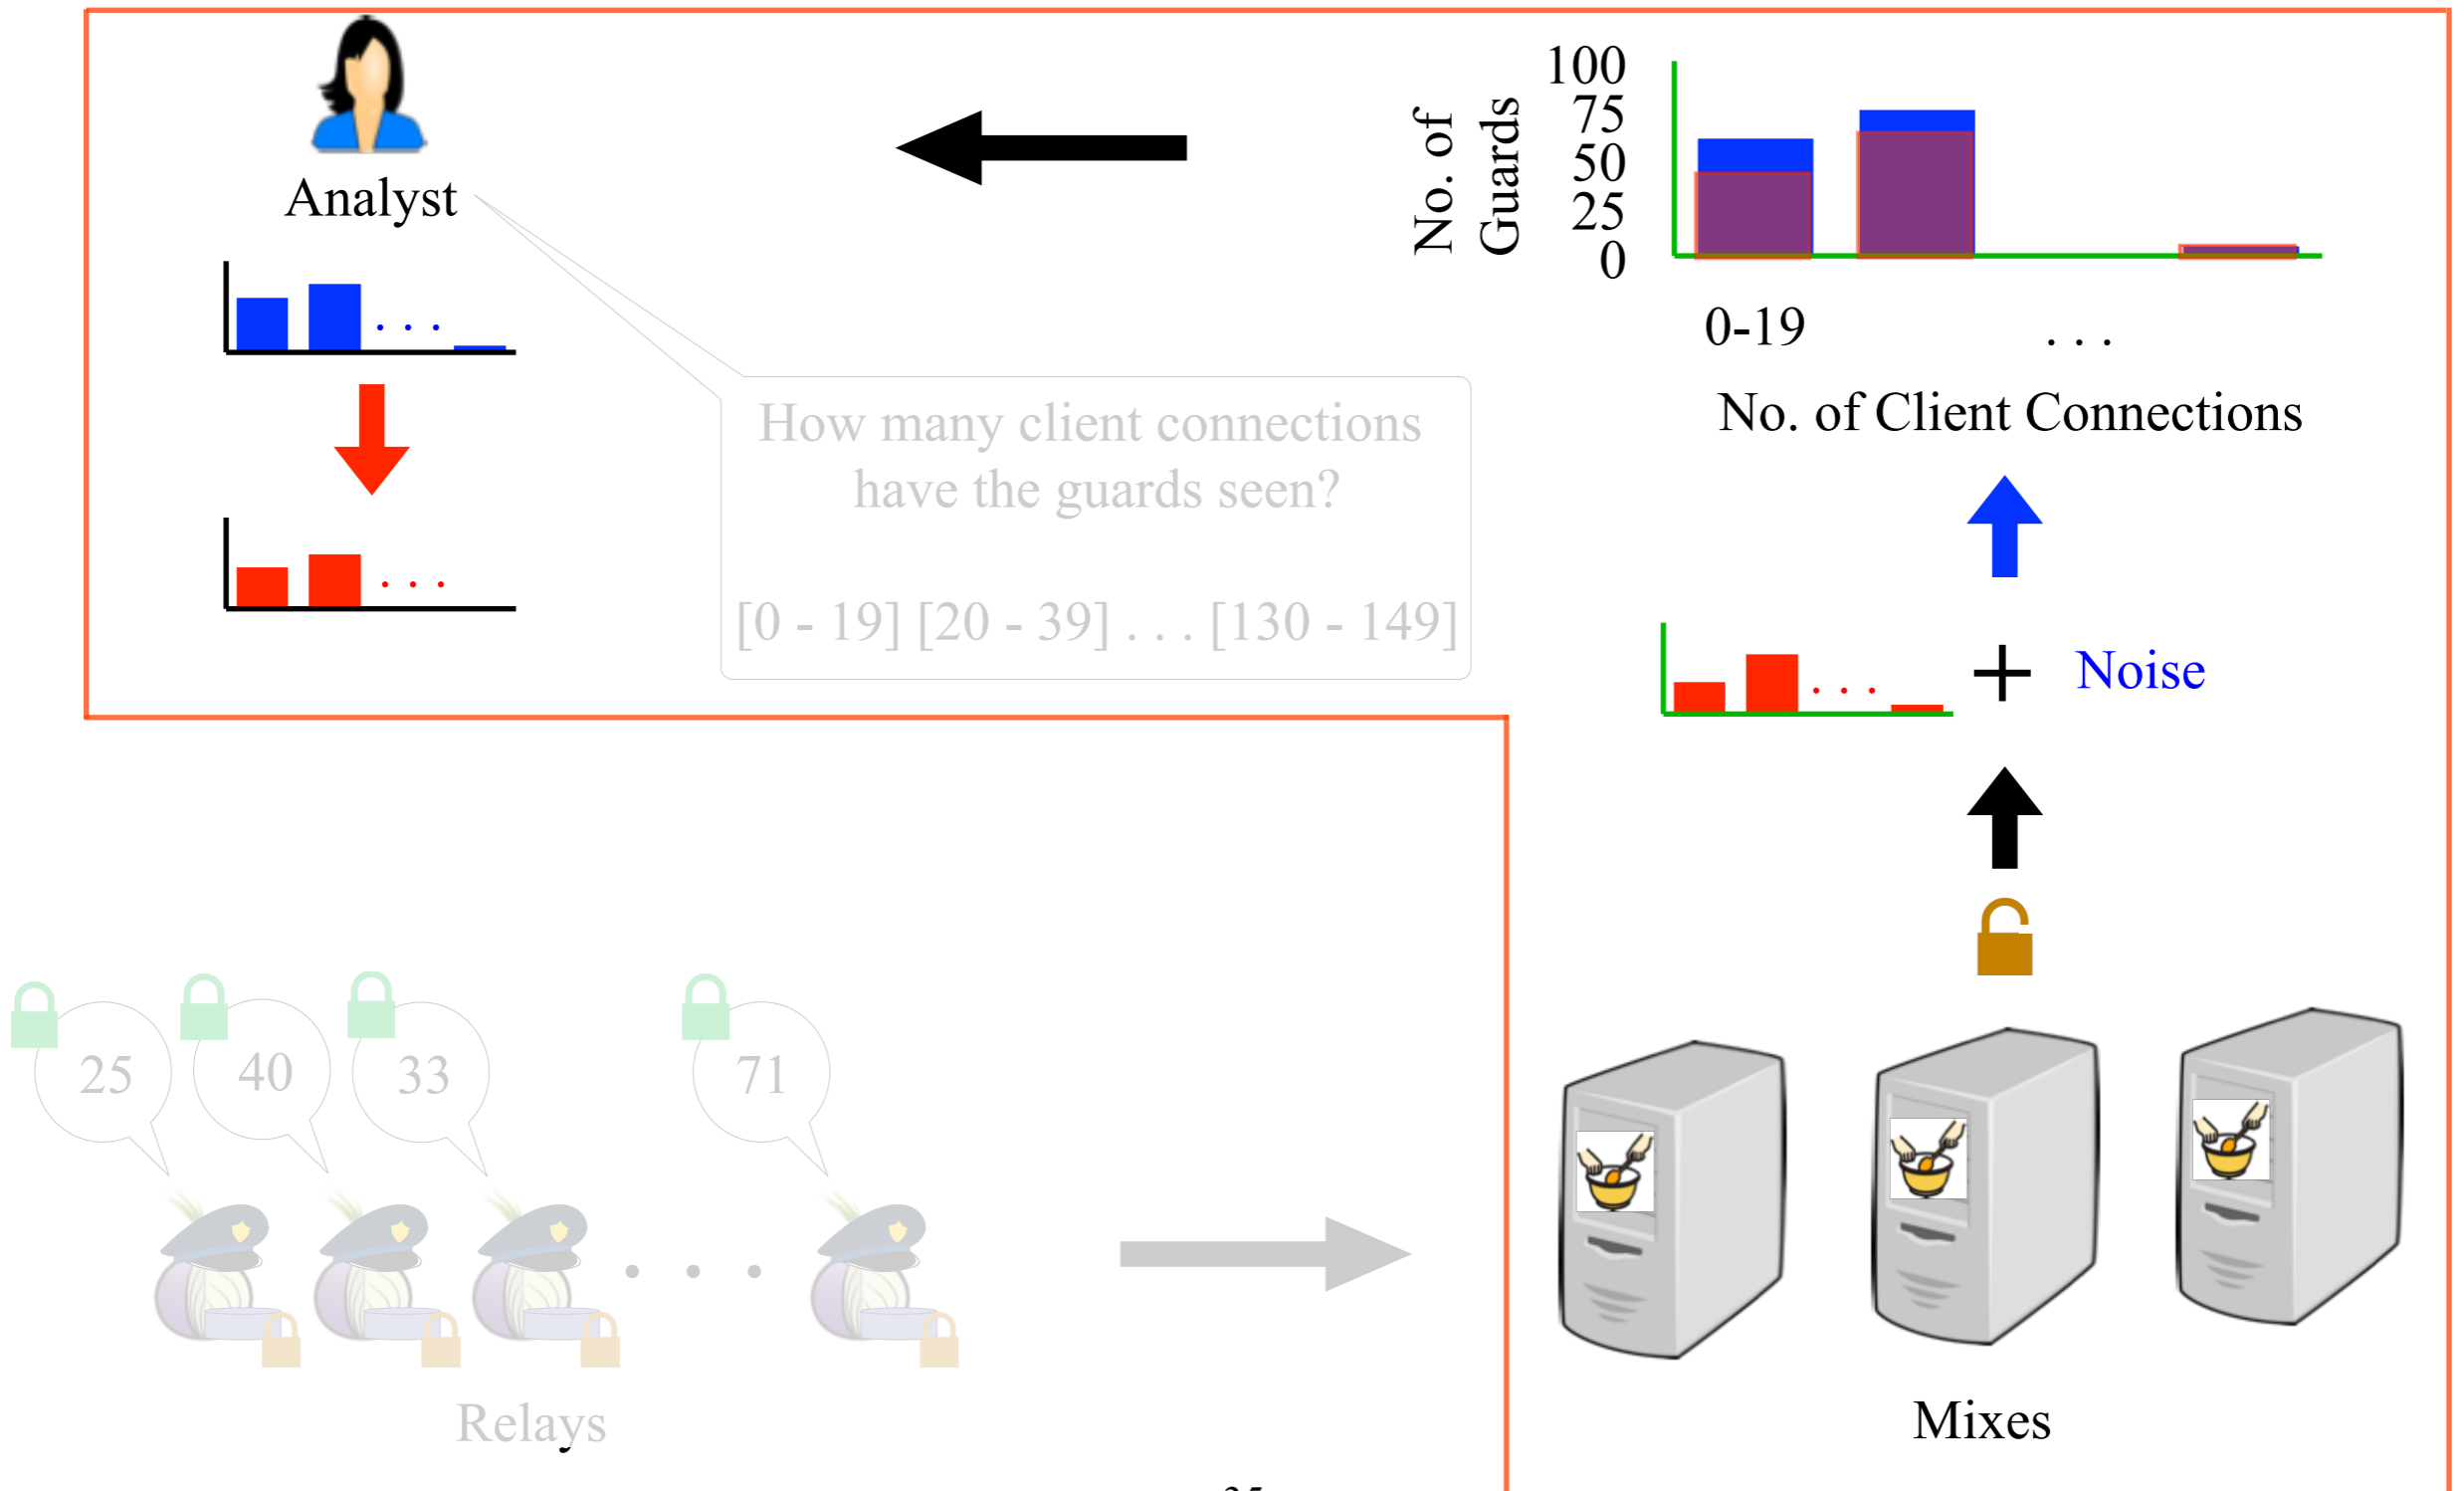 Analyst
100
75
50
25
0
No. of
Guards
0-19
. . .
No. of Client Connections
How many client connections
have the guards seen?
[0 - 19] [20 - 39] . . . [130 - 149]
. . .
. . .
. . .
+ Noise
25
40
33
71
. . .
Relays
Mixes